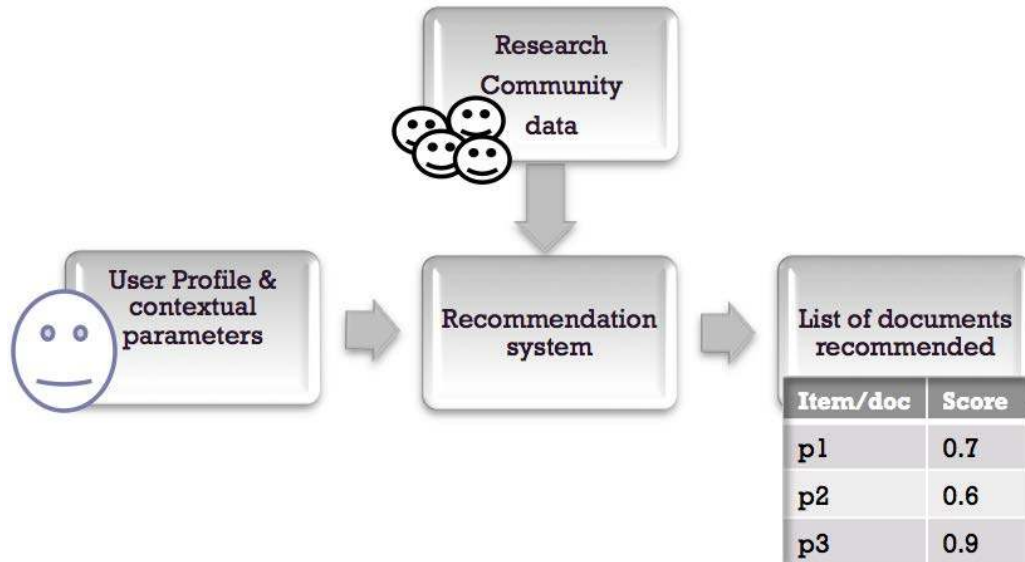 Research
Community
data
User Profile &
contextual
parameters
Recommendation
system
List of documents
recommended
Item/doc Score
p1 0.7
p2 0.6
p3 0.9